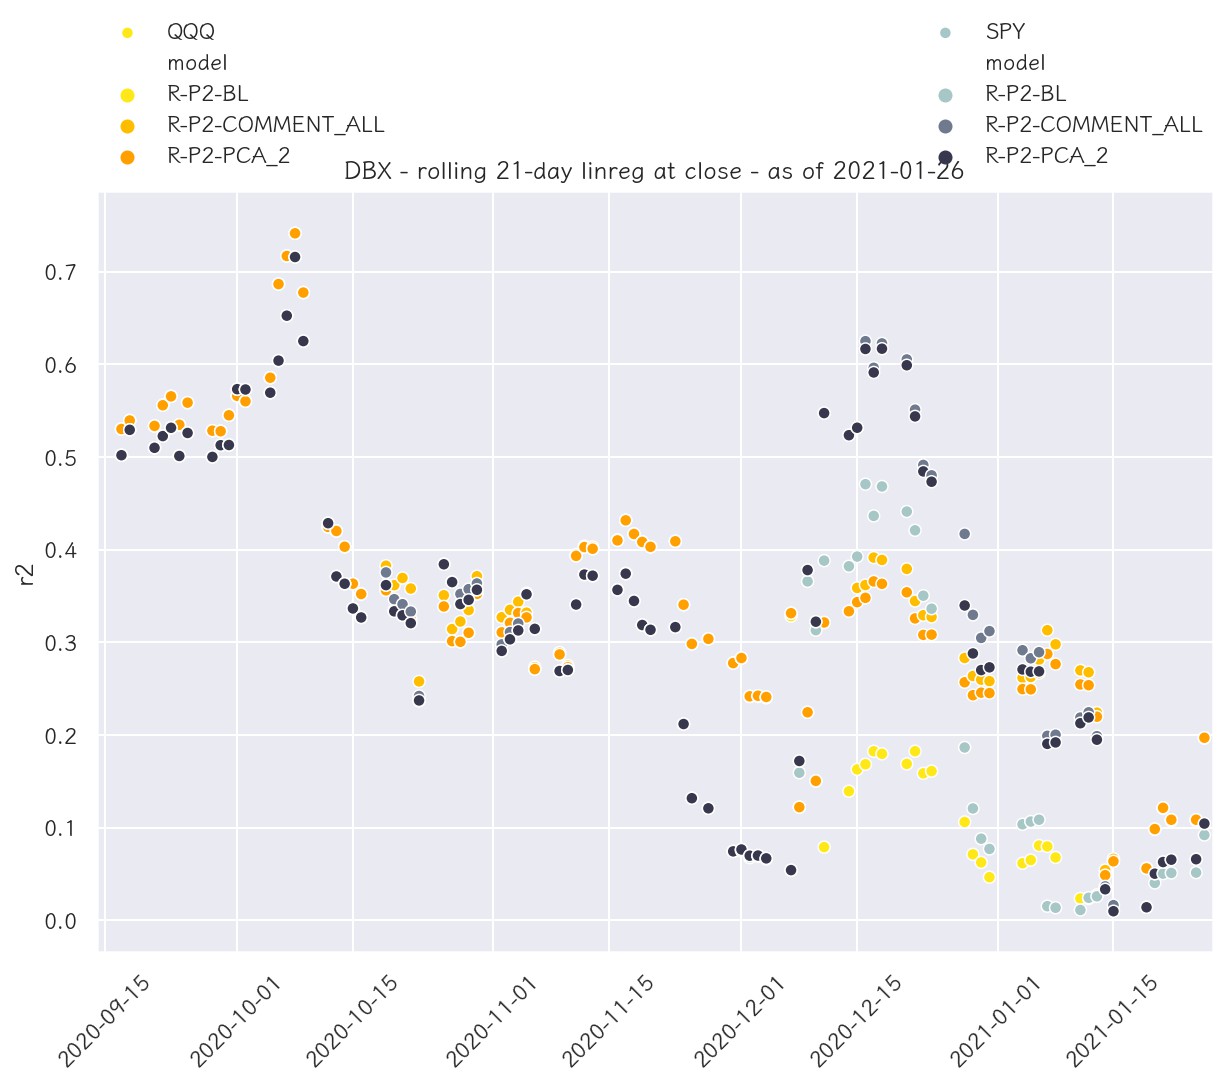 QQQ
model
R-P2-BL
R-P2-COMMENT_ALL
R-P2-PCA_2
SPY
model
R-P2-BL
R-P2-COMMENT_ALL
R-P2-PCA_2
DBX - rolling 21-day linreg at close - as of 2021-01-26
r2
0.7
0.6
0.5
0.4
0.3
0.2
0.1
0.0
2020-09-15
2020-10-01
2020-10-15
2020-11-01
2020-11-15
2020-12-01
2020-12-15
2021-01-01
2021-01-15